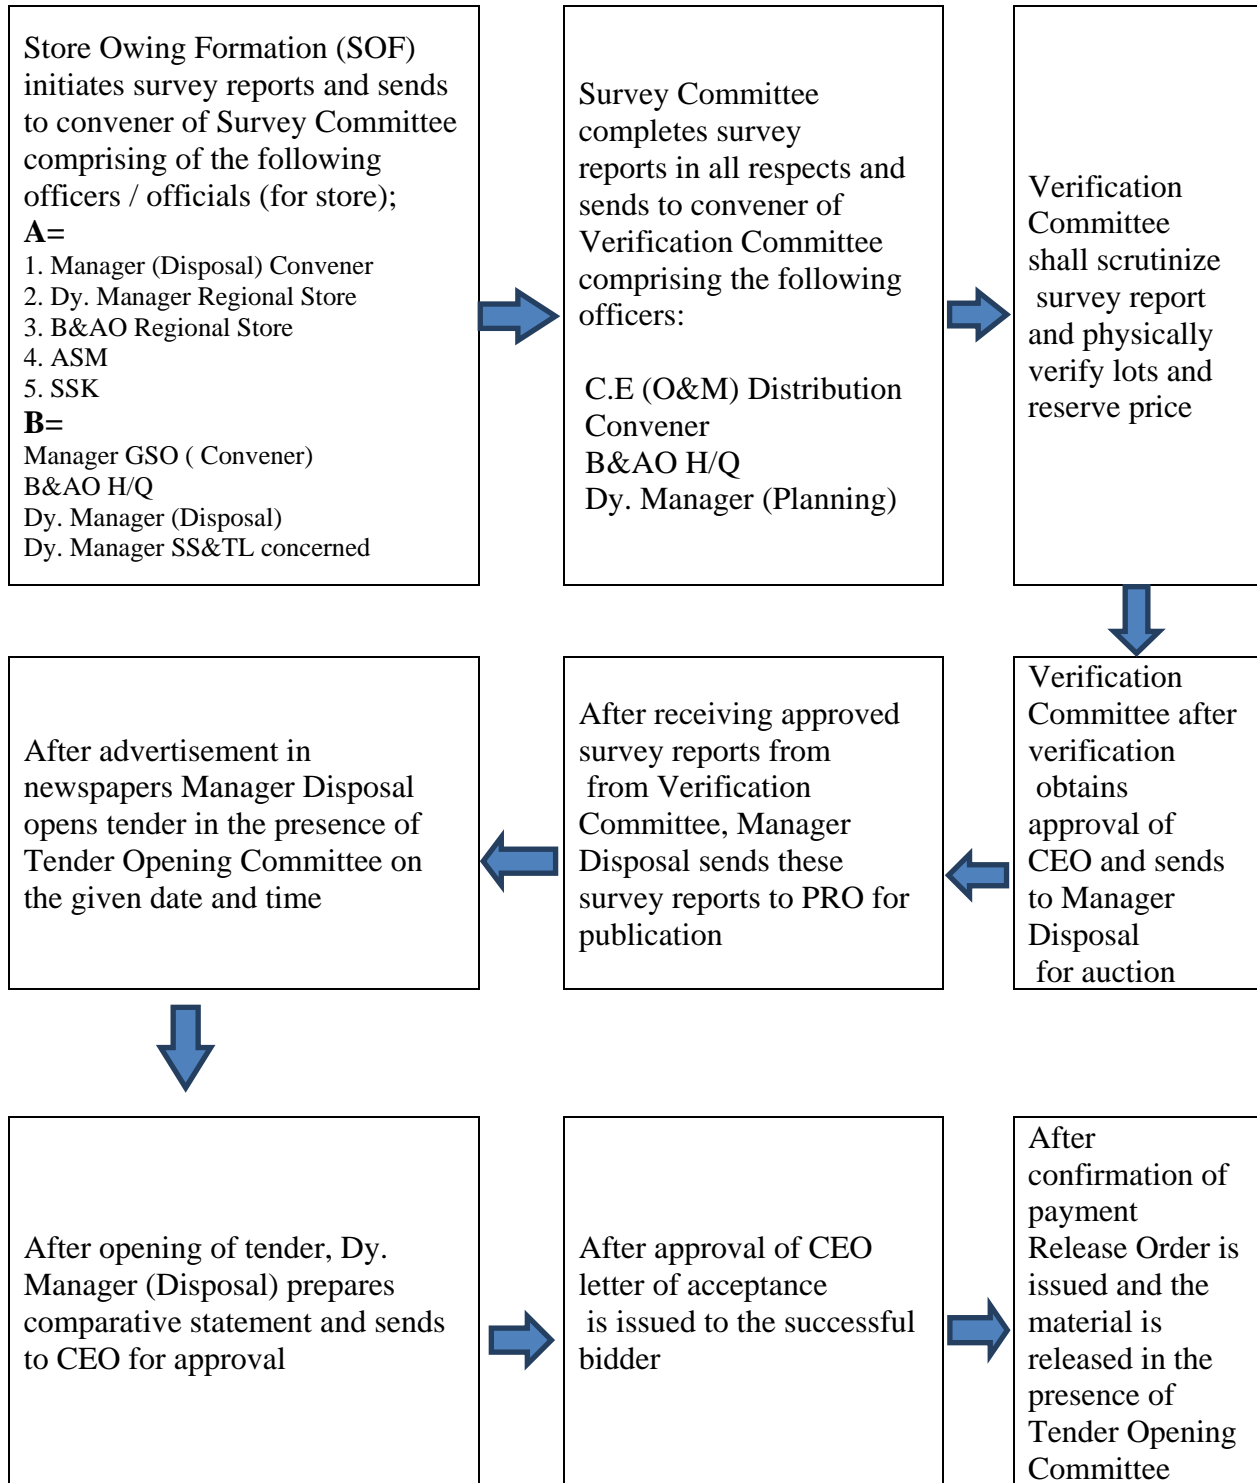 Store Owing Formation (SOF)
initiates survey reports and sends
to convener of Survey Committee
comprising of the following
officers / officials (for store);
A=
1. Manager (Disposal) Convener
2. Dy. Manager Regional Store
3. B&AO Regional Store
4. ASM
5. SSK
B=
Manager GSO ( Convener)
B&AO H/Q
Dy. Manager (Disposal)
Dy. Manager SS&TL concerned
Survey Committee
completes survey
reports in all respects and
sends to convener of
Verification Committee
comprising the following
officers:
C.E (O&M) Distribution
Convener
B&AO H/Q
Dy. Manager (Planning)
Verification
Committee
shall scrutinize
survey report
and physically
verify lots and
reserve price
Verification
Committee after
verification
obtains
approval of
CEO and sends
to Manager
Disposal
for auction
After receiving approved
survey reports from
from Verification
Committee, Manager
Disposal sends these
survey reports to PRO for
publication
After advertisement in
newspapers Manager Disposal
opens tender in the presence of
Tender Opening Committee on
the given date and time
After opening of tender, Dy.
Manager (Disposal) prepares
comparative statement and sends
to CEO for approval
After approval of CEO
letter of acceptance
is issued to the successful
bidder
After
confirmation of
payment
Release Order is
issued and the
material is
released in the
presence of
Tender Opening
Committee